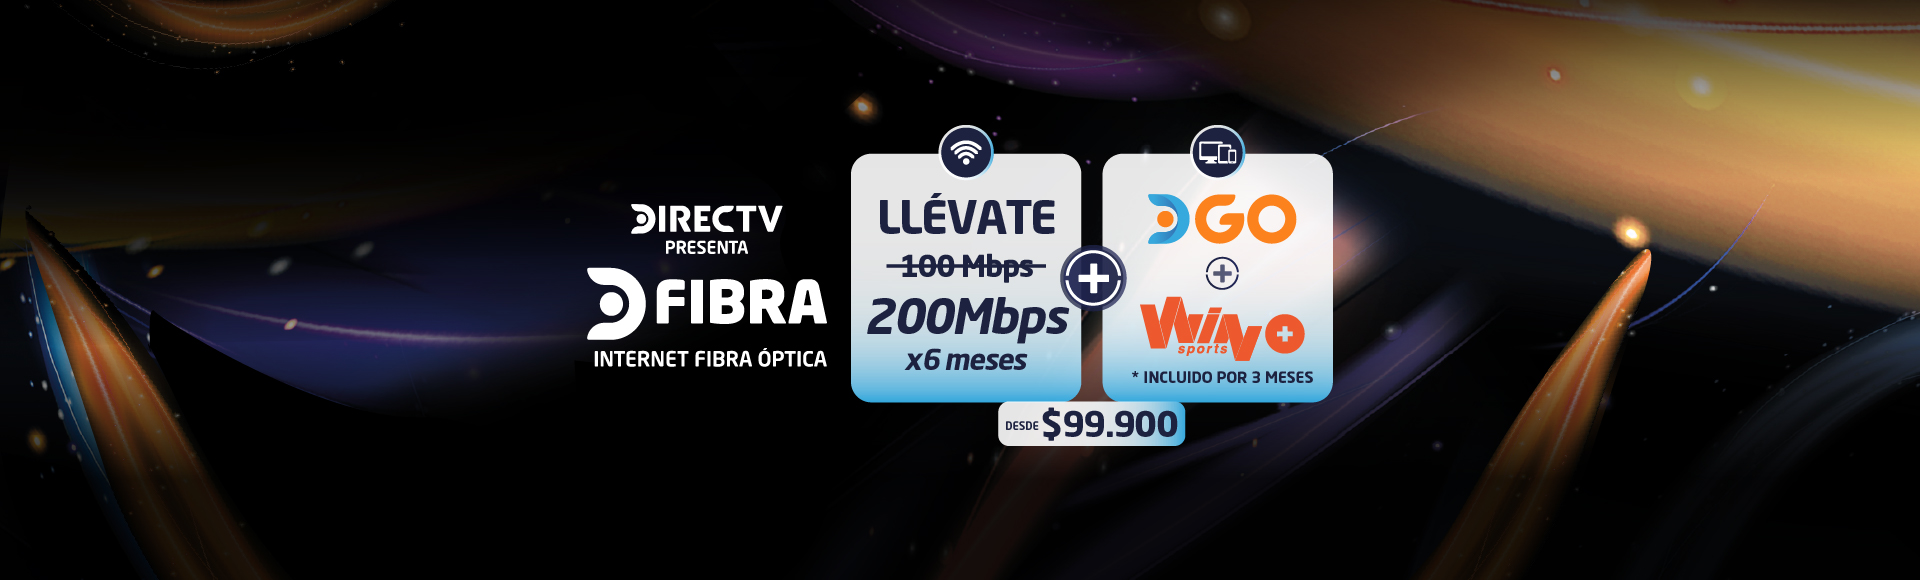 DIRECTV
PRESENTA
FIBRA
INTERNET FIBRA ÓPTICA
LLÉVATE
100 Mbps
200Mbps
x6 meses
DGO
WIN+
sports
* INCLUIDO POR 3 MESES
DESDE $99.900